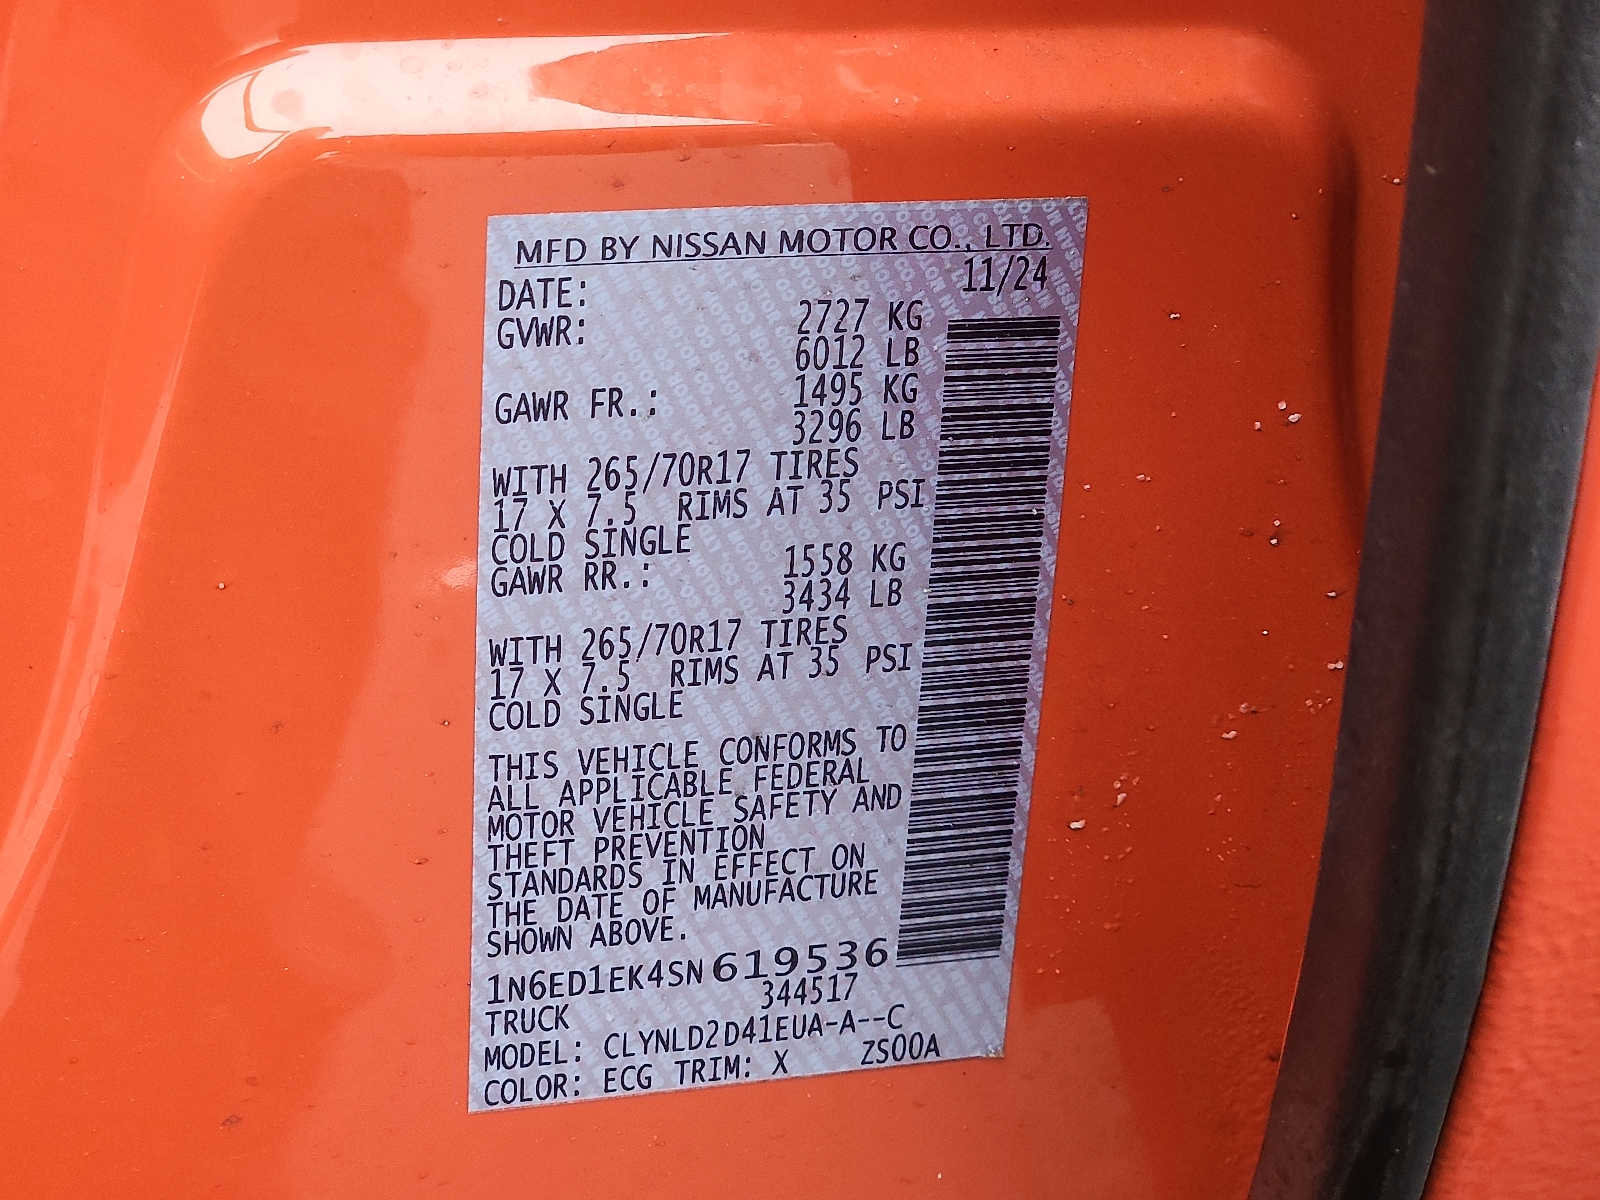 MFD BY NISSAN MOTOR CO., LTD.
DATE: 11/24
GVWR: 2727 KG
6012 LB
GAWR FR.: 1495 KG
3296 LB
WITH 265/70R17 TIRES
17 X 7.5 RIMS AT 35 PSI
COLD SINGLE
GAWR RR.: 1558 KG
3434 LB
WITH 265/70R17 TIRES
17 X 7.5 RIMS AT 35 PSI
COLD SINGLE
THIS VEHICLE CONFORMS TO
ALL APPLICABLE FEDERAL
MOTOR VEHICLE SAFETY AND
THEFT PREVENTION
STANDARDS IN EFFECT ON
THE DATE OF MANUFACTURE
SHOWN ABOVE.
1N6ED1EK4SN619536
TRUCK 344517
MODEL: CLYNLD2D41EUA-A--C
COLOR: ECG TRIM: X ZS00A